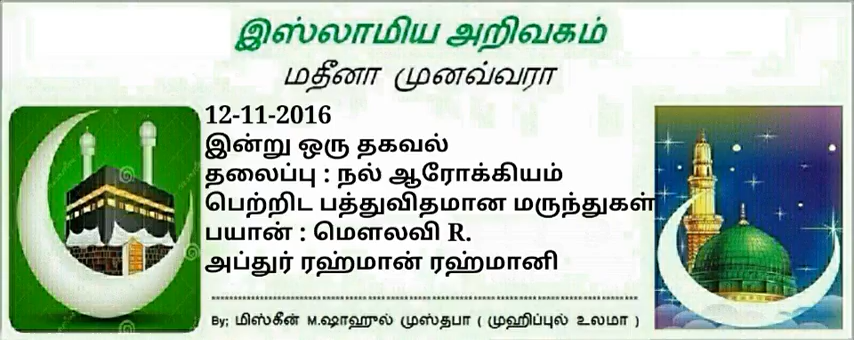 இஸ்லாமிய அறிவகம்
மதீனா முனவ்வரா
12-11-2016
இன்று ஒரு தகவல்
தலைப்பு : நல் ஆரோக்கியம்
பெற்றிட பத்துவிதமான மருந்துகள்
பயான் : மௌலவி R.
அப்துர் ரஹ்மான் ரஹ்மானி
By; மிஸ்கீன் M.ஷாஹுல் முஸ்தபா ( முஹிப்புல் உலமா )